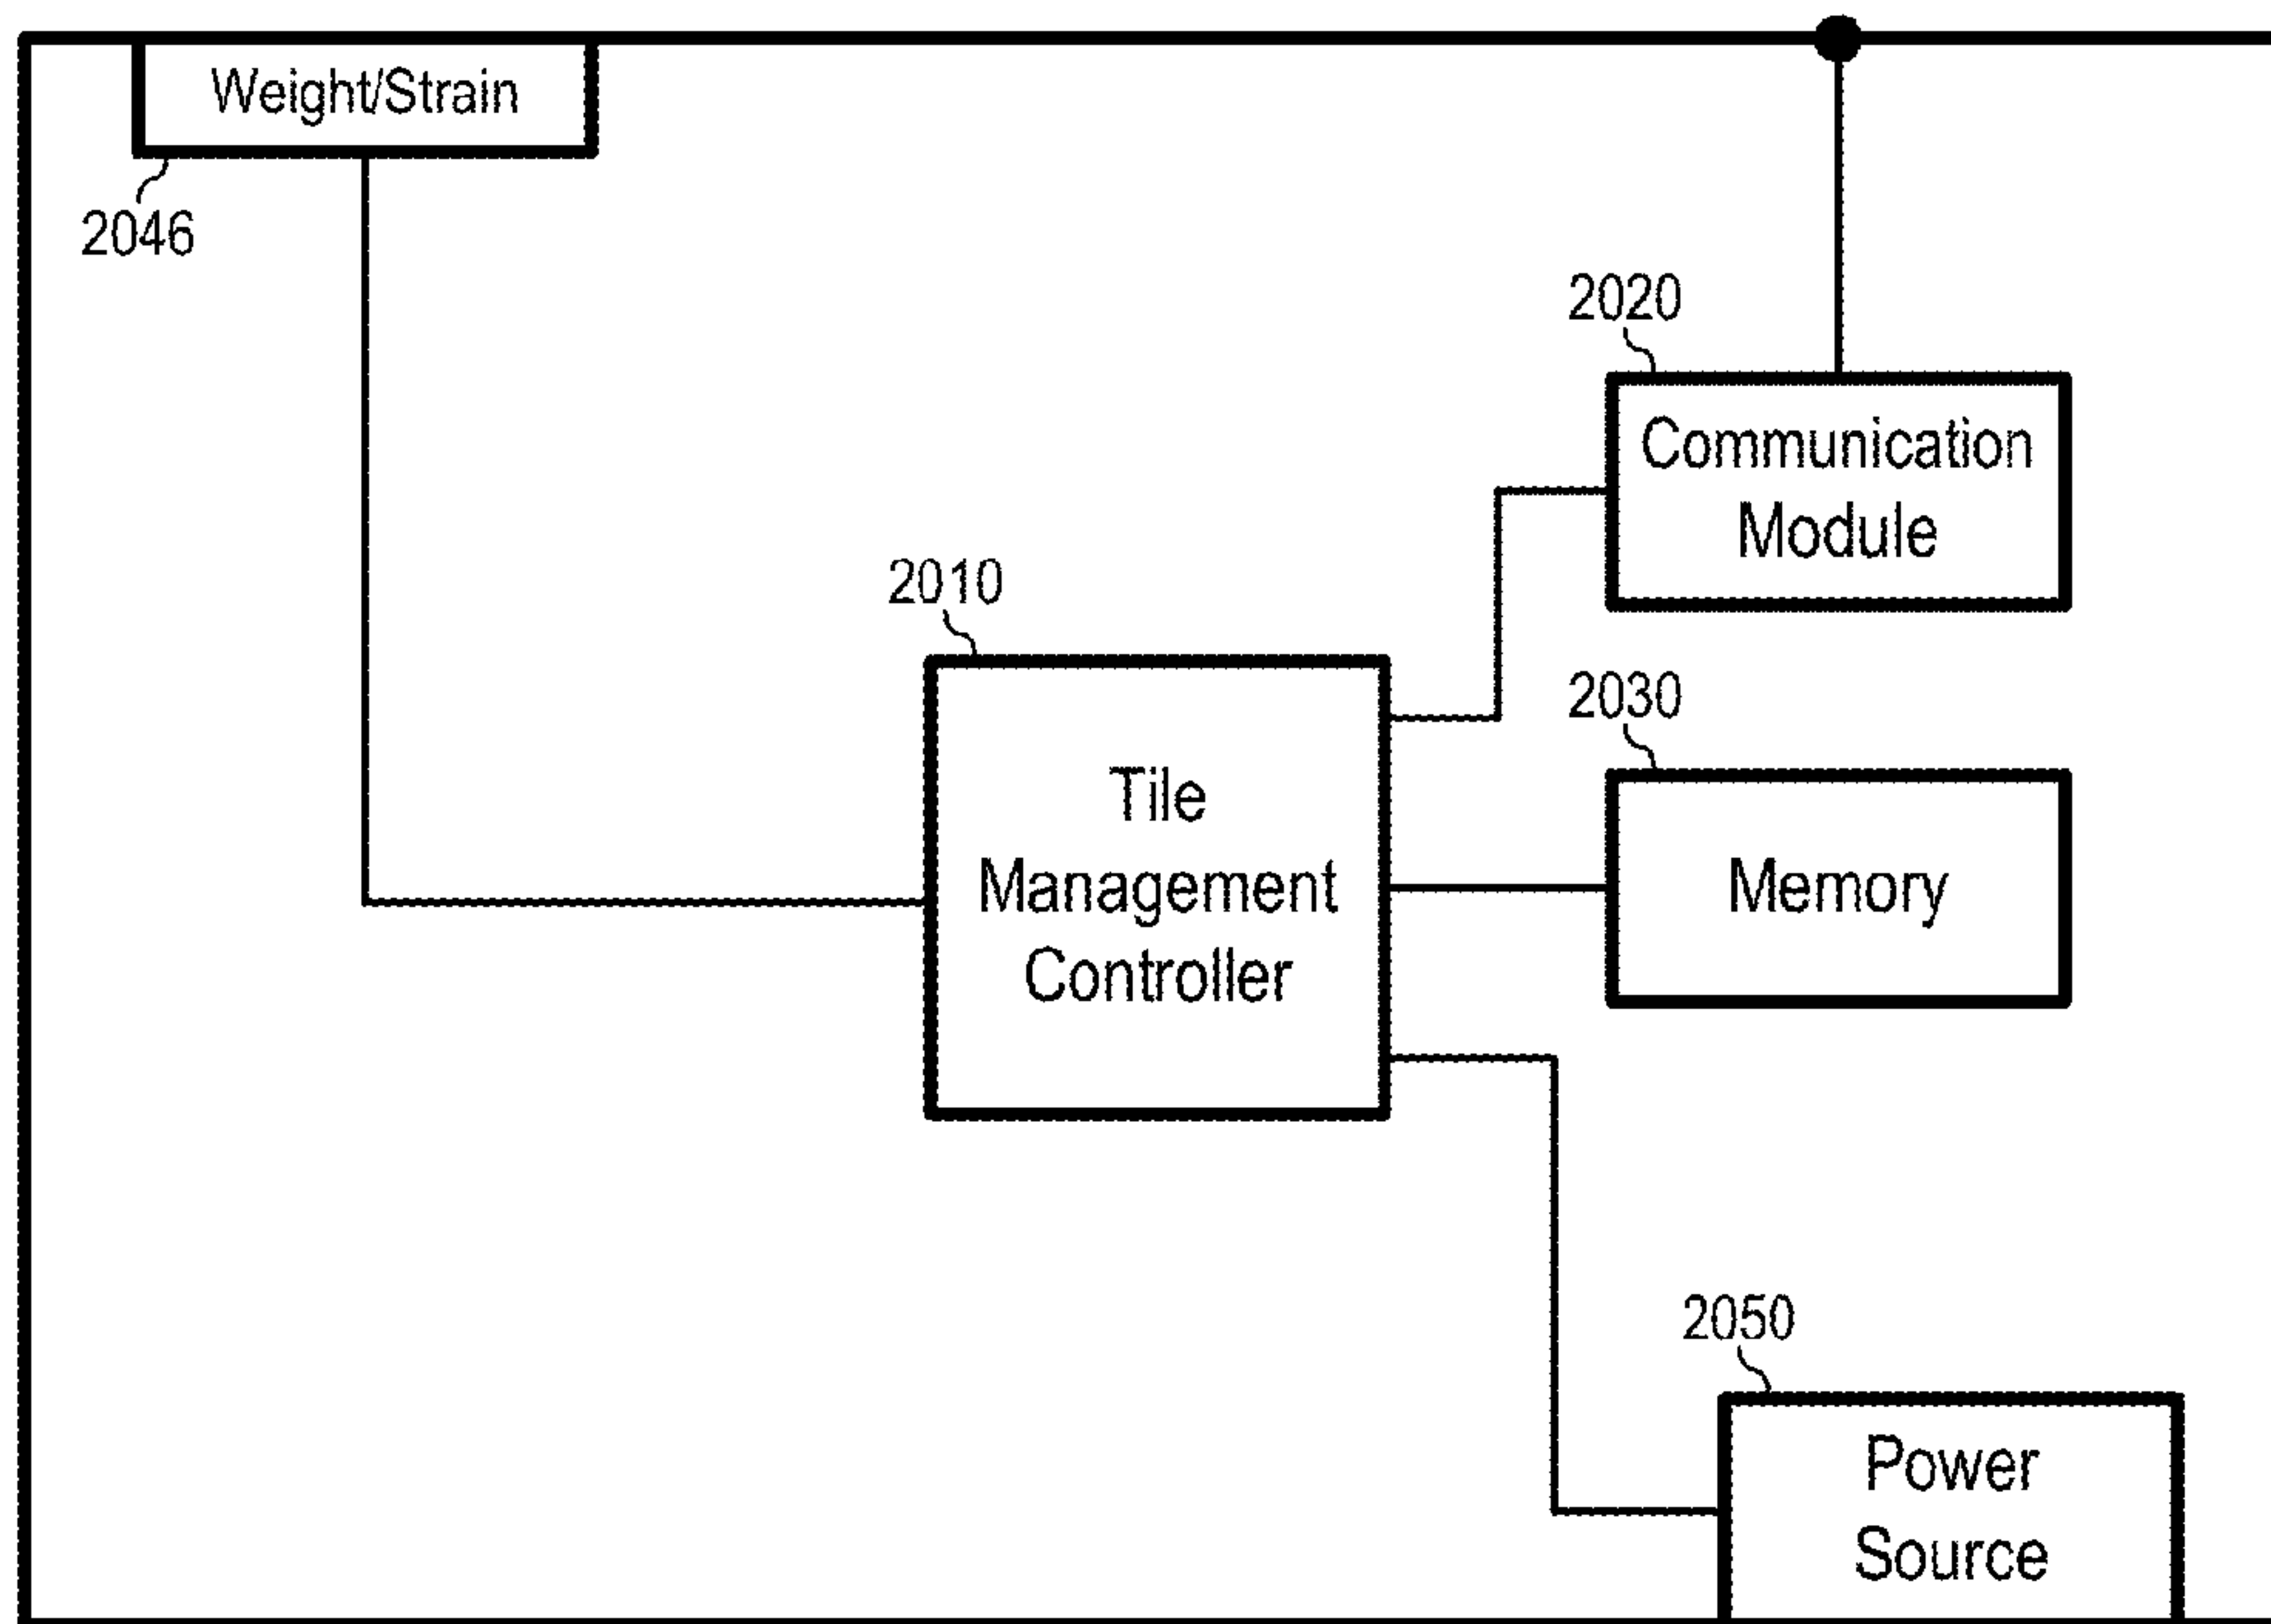 Weight/Strain
2046
2020
Communication
Module
2010
Tile
Management
Controller
2030
Memory
2050
Power
Source